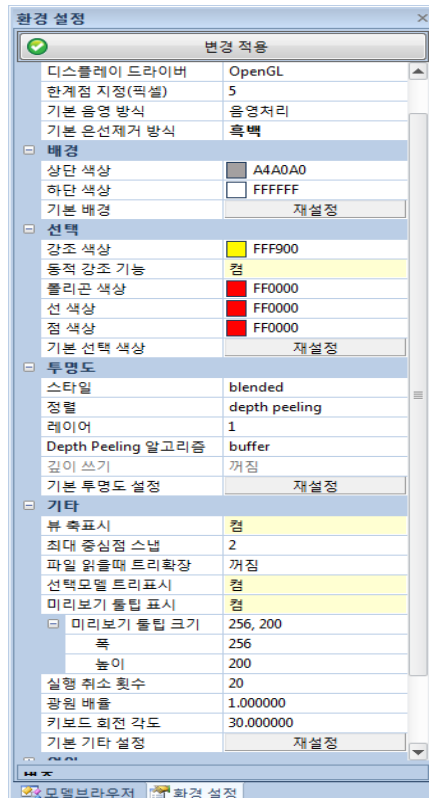 환경 설정
변경 적용
디스플레이 드라이버 OpenGL
한계점 지정(픽셀) 5
기본 음영 방식 음영처리
기본 은선제거 방식 흑백
배경
상단 색상 A4A0A0
하단 색상 FFFFFF
기본 배경 재설정
선택
강조 색상 FFF900
동적 강조 기능 켬
폴리곤 색상 FF0000
선 색상 FF0000
점 색상 FF0000
기본 선택 색상 재설정
투명도
스타일 blended
정렬 depth peeling
레이어 1
Depth Peeling 알고리즘 buffer
깊이 쓰기 꺼짐
기본 투명도 설정 재설정
기타
뷰 축표시 켬
최대 중심점 스냅 2
파일 읽을때 트리확장 꺼짐
선택모델 트리표시 켬
미리보기 툴팁 표시 켬
미리보기 툴팁 크기 256, 200
폭 256
높이 200
실행 취소 횟수 20
광원 배율 1.000000
키보드 회전 각도 30.000000
기본 기타 설정 재설정
모델브라우저 환경 설정